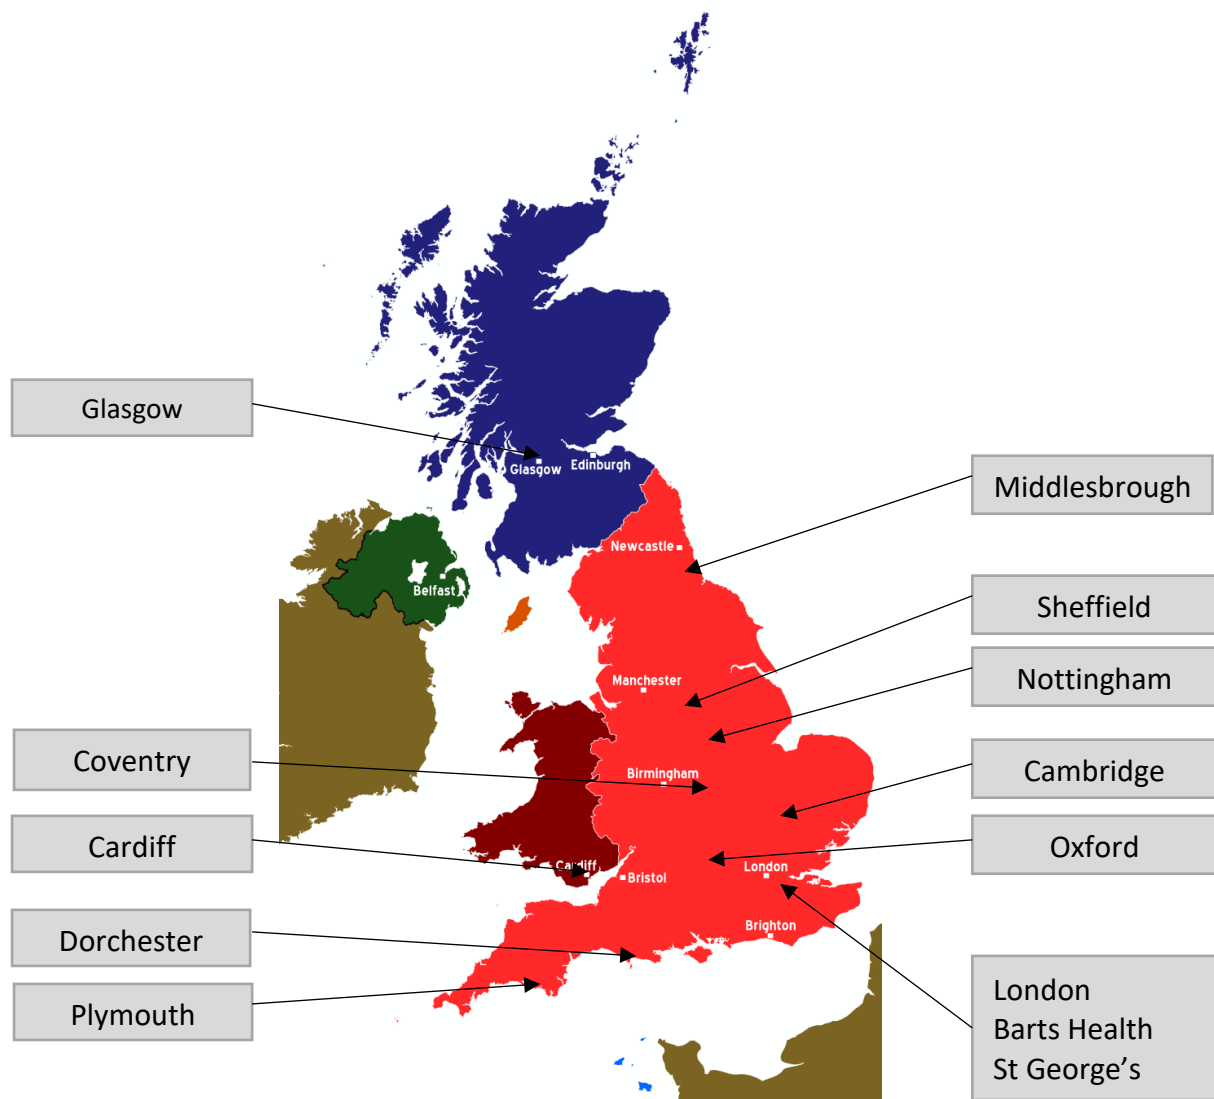 Glasgow
Glasgow
Edinburgh
Middlesbrough
Newcastle
Belfast
Sheffield
Nottingham
Manchester
Coventry
Birmingham
Cambridge
Cardiff
Cardiff
Bristol
London
Oxford
Dorchester
Brighton
Plymouth
London
Barts Health
St George’s